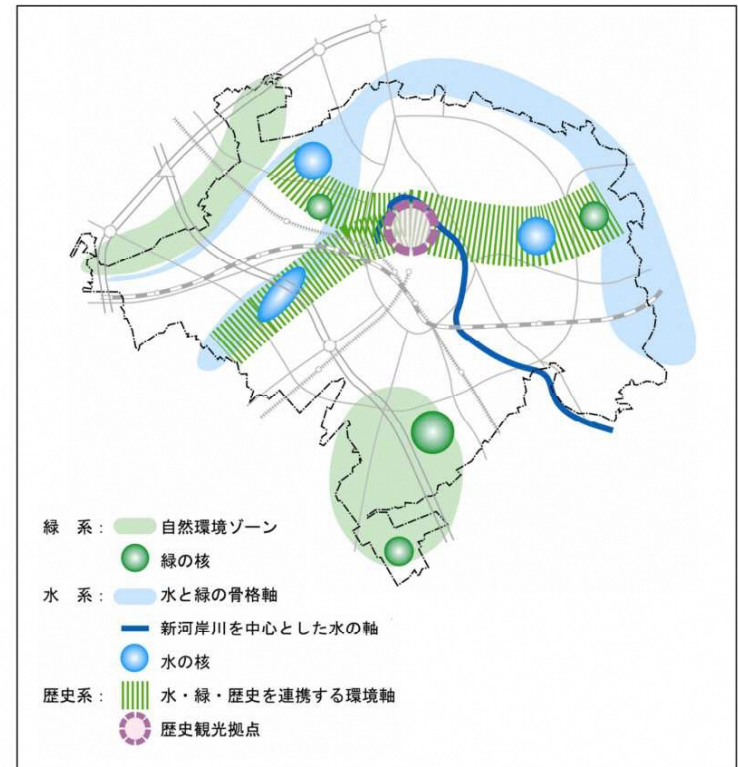 緑　系：　自然環境ゾーン
緑の核
水　系：　水と緑の骨格軸
新河岸川を中心とした水の軸
水の核
歴史系：　水・緑・歴史を連携する環境軸
歴史観光拠点